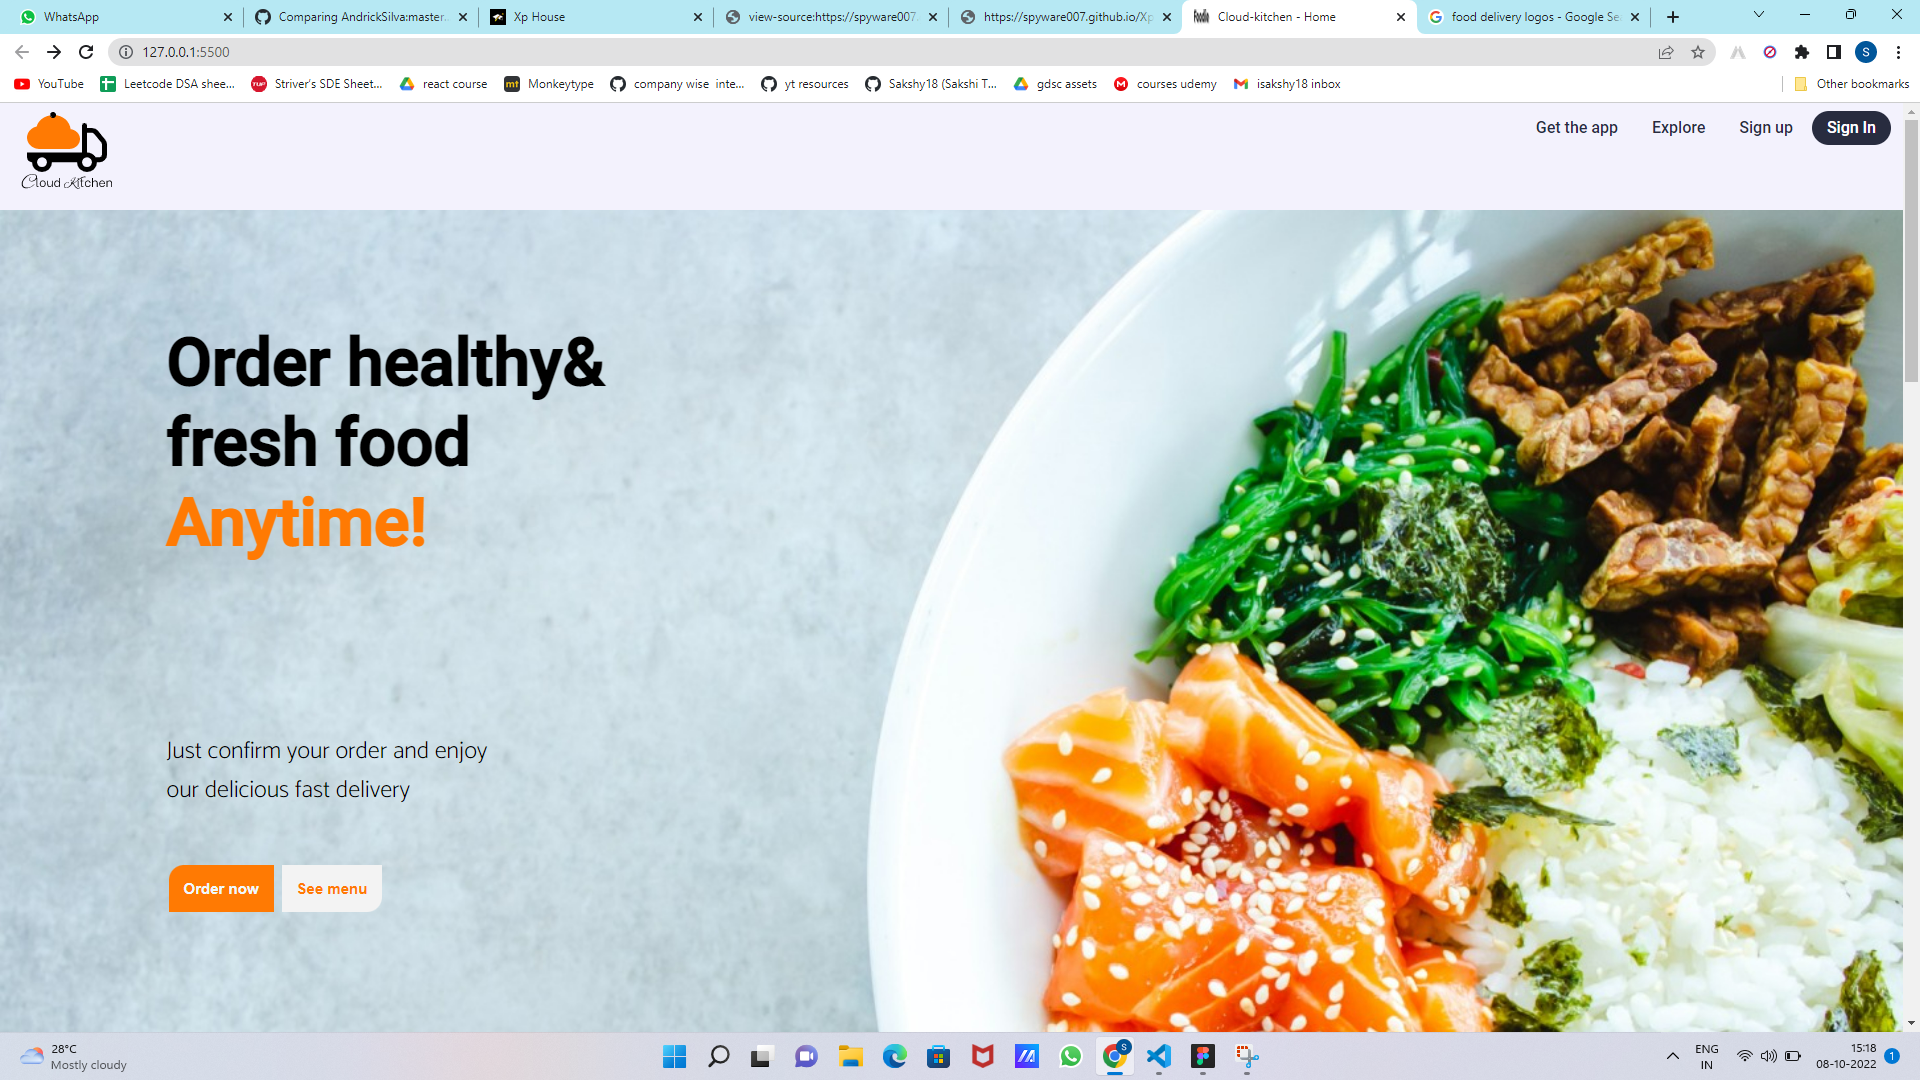 WhatsApp
Comparing AndrickSilva:master.
Xp House
view-source:https://spyware007.
https://spyware007.github.io/Xp
Cloud-kitchen - Home
food delivery logos - Google Se
127.0.0.1:5500
S
YouTube
Leetcode DSA shee...
Striver's SDE Sheet...
react course
mt Monkeytype
company wise inte...
yt resources
Sakshy18 (Sakshi T...
gdsc assets
courses udemy
isakshy18 inbox
Other bookmarks
Cloud Kitchen
Get the app
Explore
Sign up
Sign In
Order healthy&
fresh food
Anytime!
Just confirm your order and enjoy
our delicious fast delivery
Order now
See menu
28°C
Mostly cloudy
S
ENG
IN
15:18
08-10-2022
1